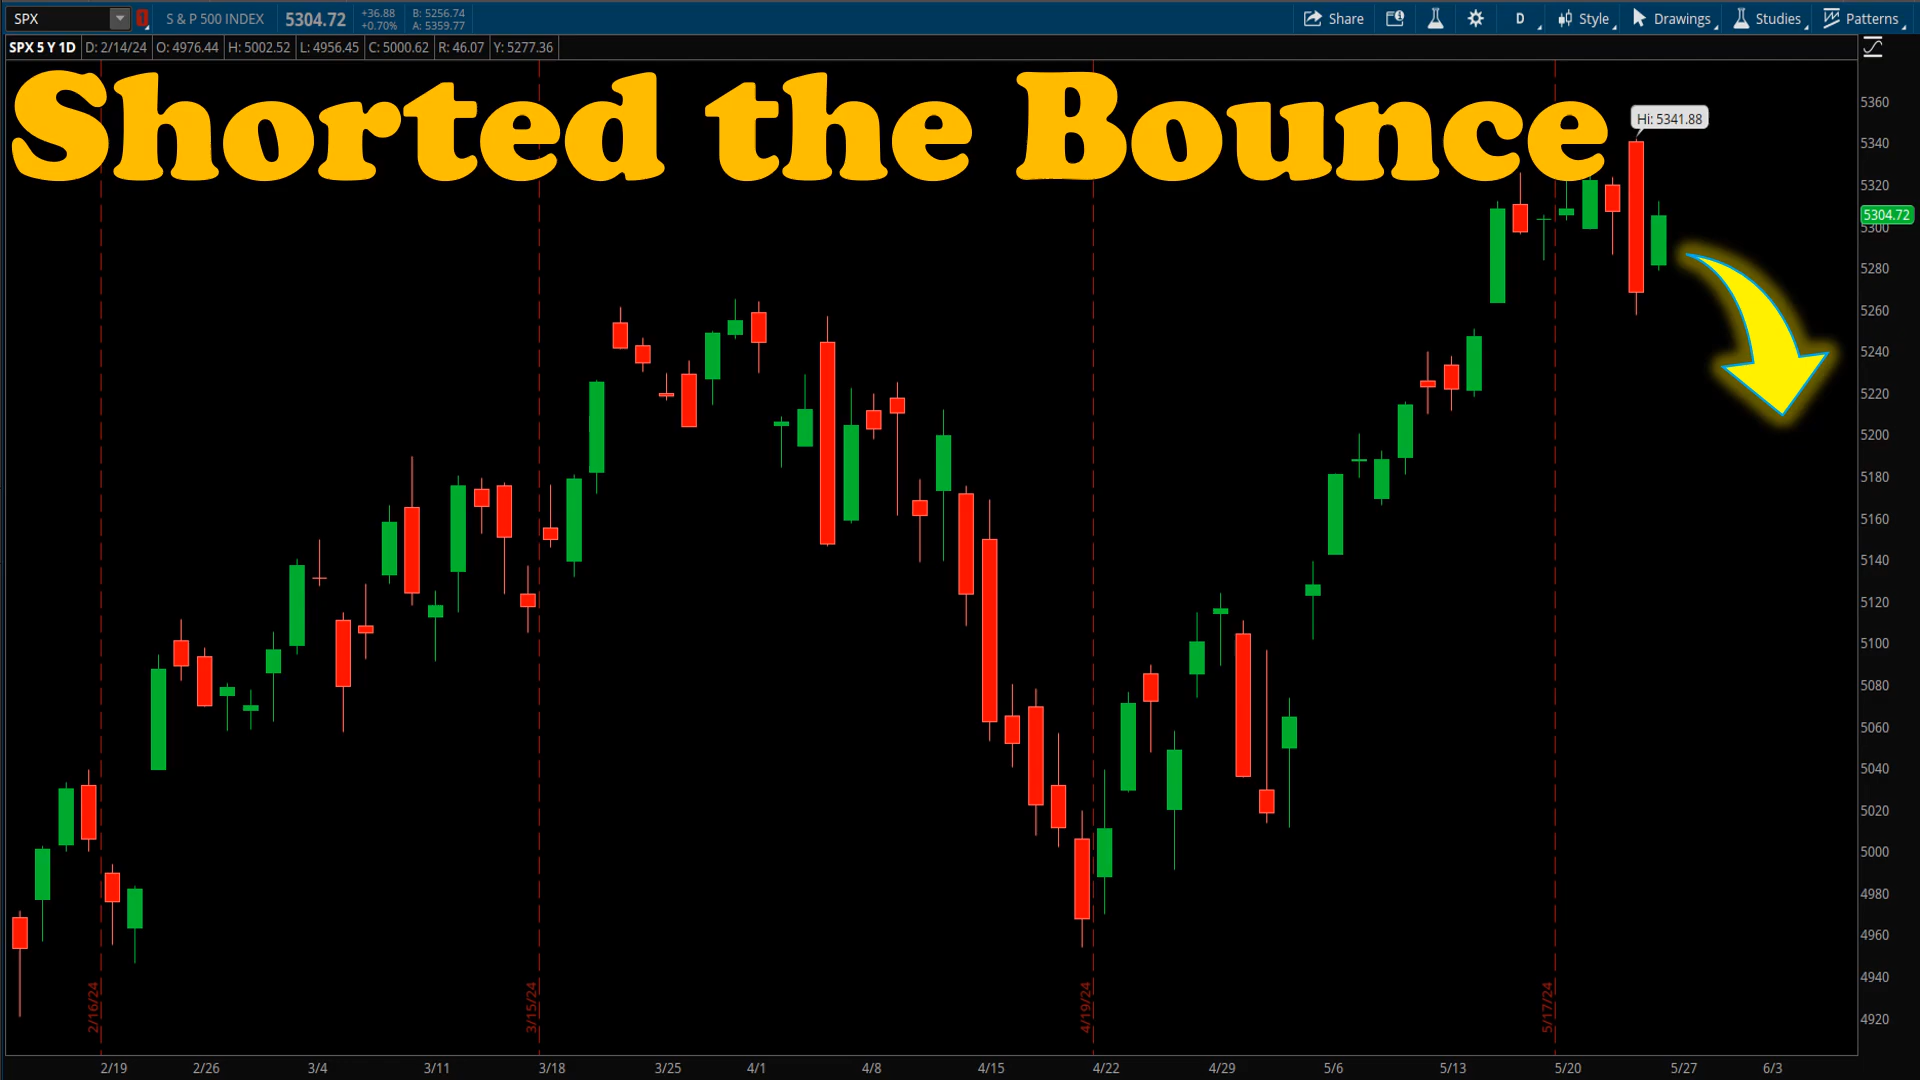 SPX
S & P 500 INDEX
5304.72
+36.88
+0.70%
B: 5256.74
A: 5359.77
Share
D
Style
Drawings
Studies
Patterns
SPX 5 Y 1D
D: 2/14/24
O: 4976.44
H: 5002.52
L: 4956.45
C: 5000.62
R: 46.07
Y: 5277.36
Shorted the Bounce
Hi: 5341.88
5360
5340
5320
5304.72
5300
5280
5260
5240
5220
5200
5180
5160
5140
5120
5100
5080
5060
5040
5020
5000
4980
4960
4940
4920
2/16/24
3/15/24
4/19/24
5/17/24
2/19
2/26
3/4
3/11
3/18
3/25
4/1
4/8
4/15
4/22
4/29
5/6
5/13
5/20
5/27
6/3